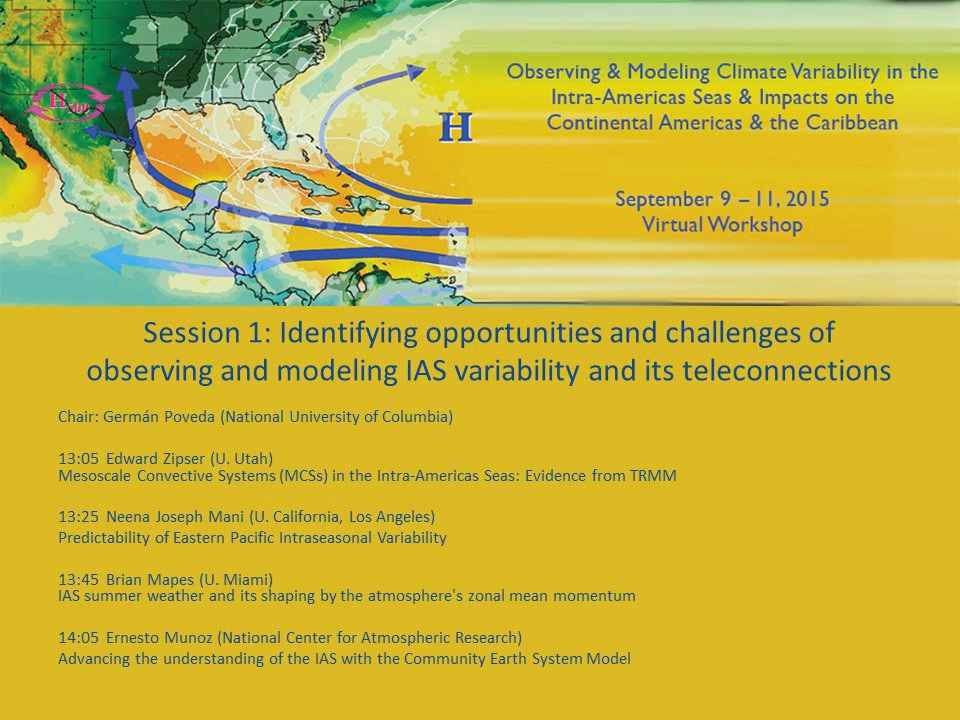 Observing & Modeling Climate Variability in the
Intra-Americas Seas & Impacts on the
Continental Americas & the Caribbean
September 9 – 11, 2015
Virtual Workshop
H
H
Session 1: Identifying opportunities and challenges of
observing and modeling IAS variability and its teleconnections
Chair: Germán Poveda (National University of Columbia)
13:05 Edward Zipser (U. Utah)
Mesoscale Convective Systems (MCSs) in the Intra-Americas Seas: Evidence from TRMM
13:25 Neena Joseph Mani (U. California, Los Angeles)
Predictability of Eastern Pacific Intraseasonal Variability
13:45 Brian Mapes (U. Miami)
IAS summer weather and its shaping by the atmosphere's zonal mean momentum
14:05 Ernesto Munoz (National Center for Atmospheric Research)
Advancing the understanding of the IAS with the Community Earth System Model